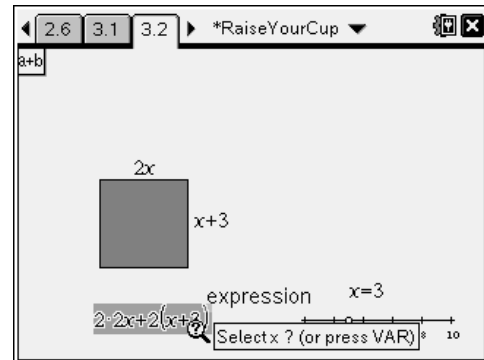 2.6 3.1 3.2 *RaiseYourCup
a+b
2x
x+3
expression
x=3
2·2x+2(x+3)
Select x ? (or press VAR)
8 10